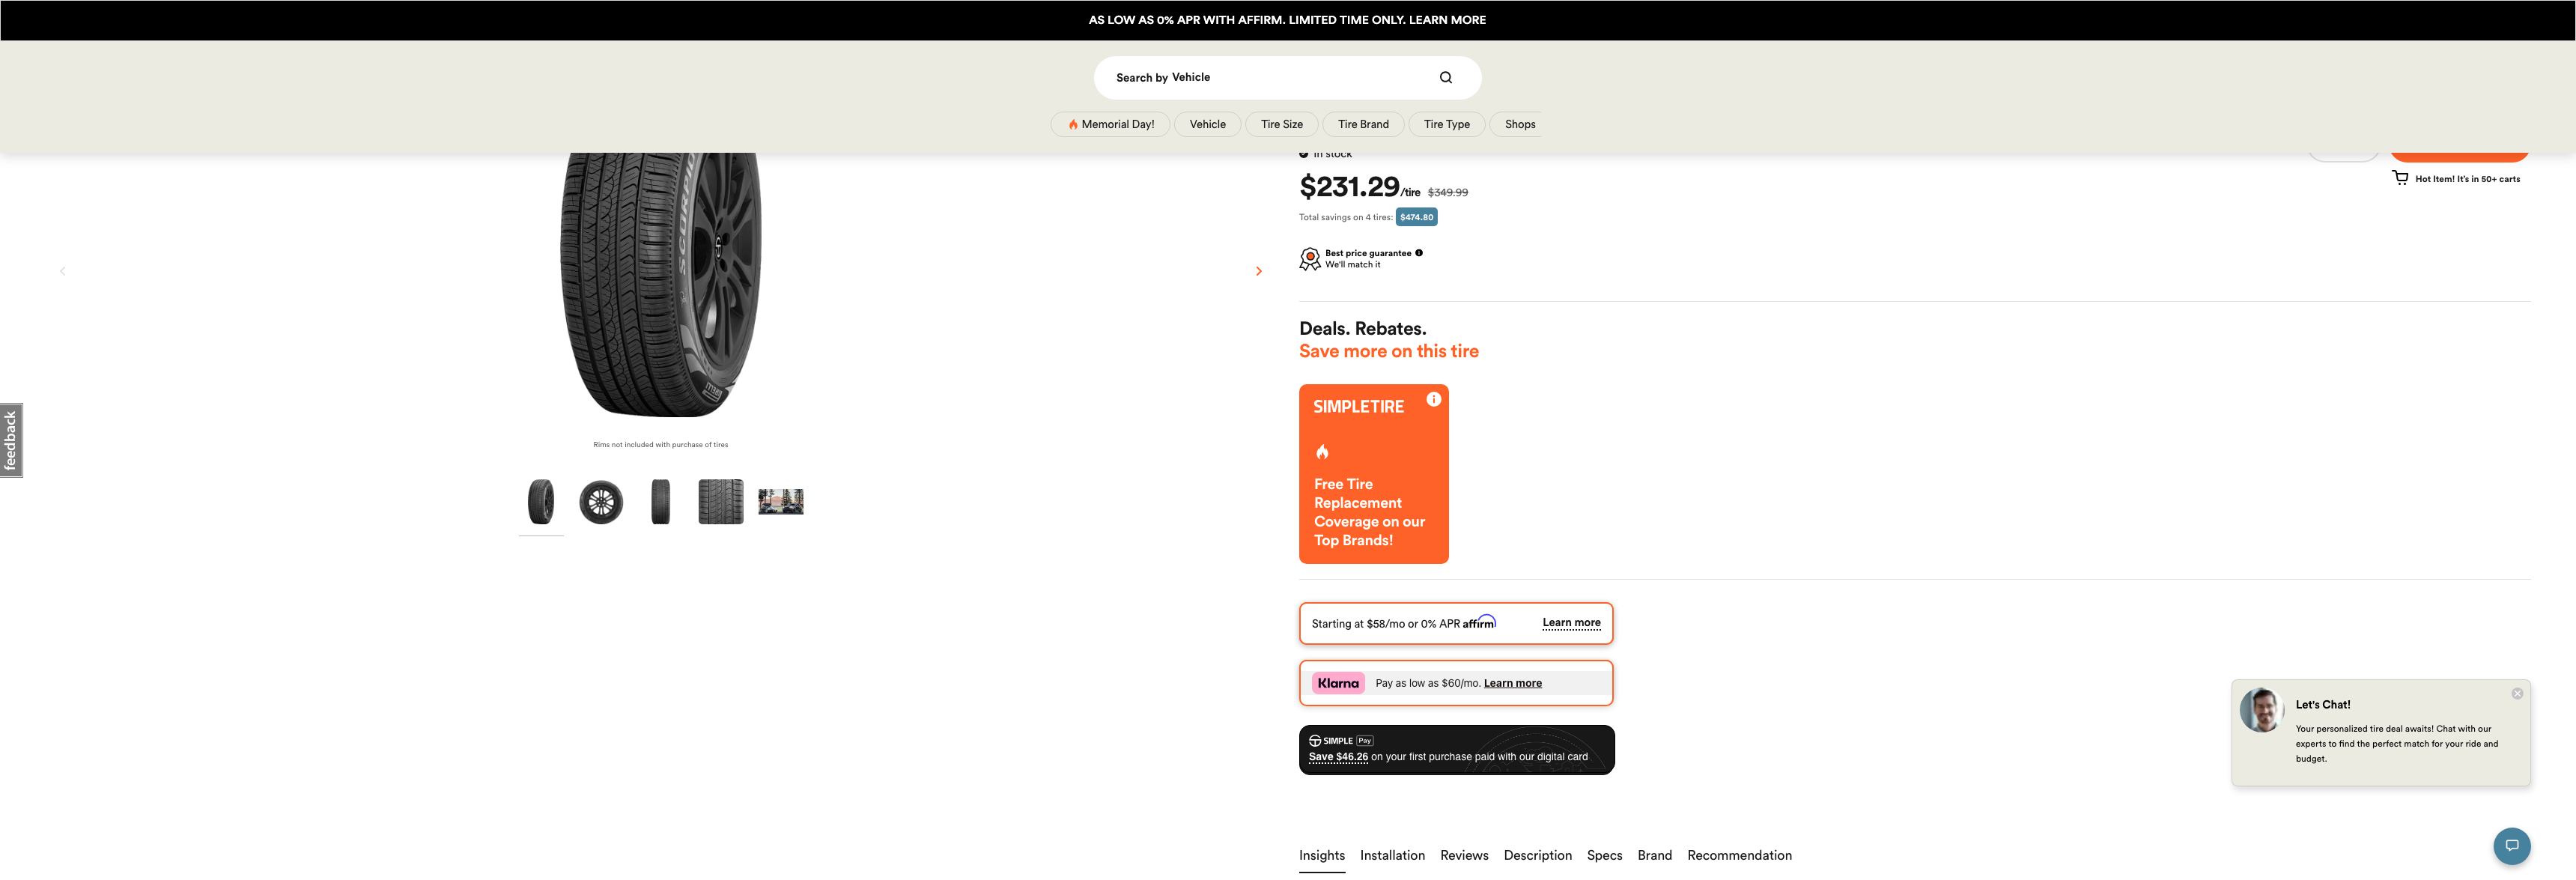 AS LOW AS 0% APR WITH AFFIRM. LIMITED TIME ONLY. LEARN MORE
Search by Vehicle
Memorial Day!
Vehicle
Tire Size
Tire Brand
Tire Type
Shops
In stock
$231.29/tire $349.99
Total savings on 4 tires: $474.80
Hot Item! It's in 50+ carts
Best price guarantee
We'll match it
Deals. Rebates.
Save more on this tire
SIMPLETIRE
Free Tire
Replacement
Coverage on our
Top Brands!
SCORPION
Rims not included with purchase of tires
feedback
Starting at $58/mo or 0% APR affirm Learn more
Klarna Pay as low as $60/mo. Learn more
SIMPLE Pay
Save $46.26 on your first purchase paid with our digital card
Let's Chat!
Your personalized tire deal awaits! Chat with our
experts to find the perfect match for your ride and
budget.
Insights Installation Reviews Description Specs Brand Recommendation